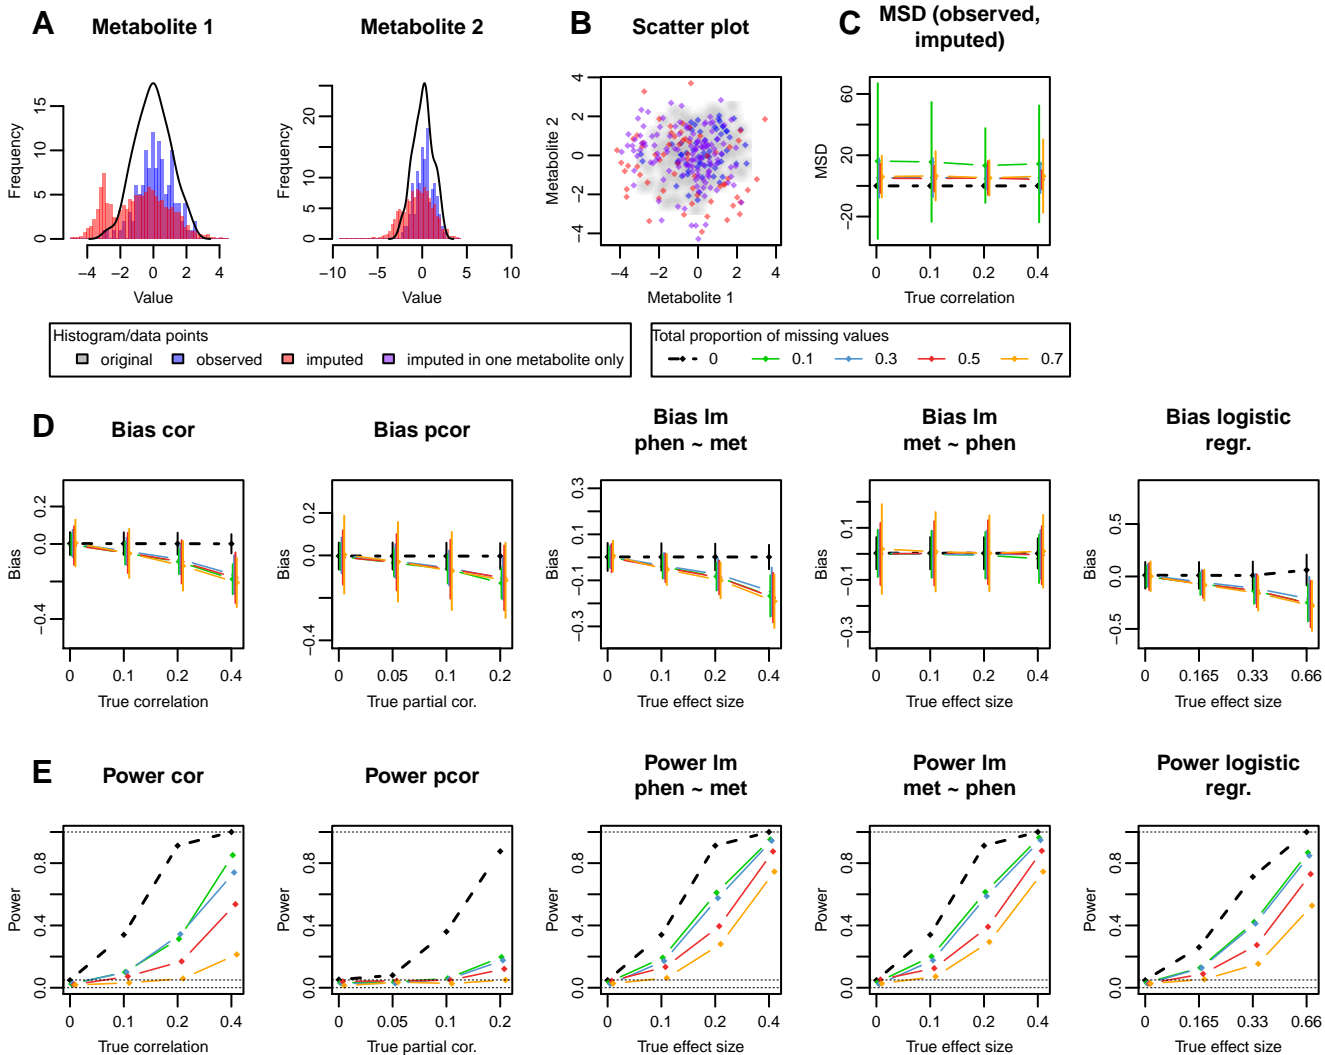 A
Metabolite 1
Metabolite 2
B
Scatter plot
C
MSD (observed,
imputed)
Frequency
0
5
10
15
−4
−2
0
2
4
Value
Frequency
0
5
10
20
−10
−5
0
5
10
Value
Metabolite 2
−4
−2
0
2
4
−4
−2
0
2
4
Metabolite 1
MSD
−20
20
60
0
0.1
0.2
0.4
True correlation
Histogram/data points
original
observed
imputed
imputed in one metabolite only
Total proportion of missing values
0
0.1
0.3
0.5
0.7
D
Bias cor
Bias pcor
Bias lm
phen ~ met
Bias lm
met ~ phen
Bias logistic
regr.
Bias
−0.4
0.0
0.2
0
0.1
0.2
0.4
True correlation
Bias
−0.4
0.0
0.2
0
0.05
0.1
0.2
True partial cor.
Bias
−0.3
−0.1
0.1
0.3
0
0.1
0.2
0.4
True effect size
Bias
−0.3
−0.1
0.1
0
0.1
0.2
0.4
True effect size
Bias
−0.5
0.0
0.5
0
0.165
0.33
0.66
True effect size
E
Power cor
Power pcor
Power lm
phen ~ met
Power lm
met ~ phen
Power logistic
regr.
Power
0.0
0.4
0.8
0
0.1
0.2
0.4
True correlation
Power
0.0
0.4
0.8
0
0.05
0.1
0.2
True partial cor.
Power
0.0
0.4
0.8
0
0.1
0.2
0.4
True effect size
Power
0.0
0.4
0.8
0
0.1
0.2
0.4
True effect size
Power
0.0
0.4
0.8
0
0.165
0.33
0.66
True effect size